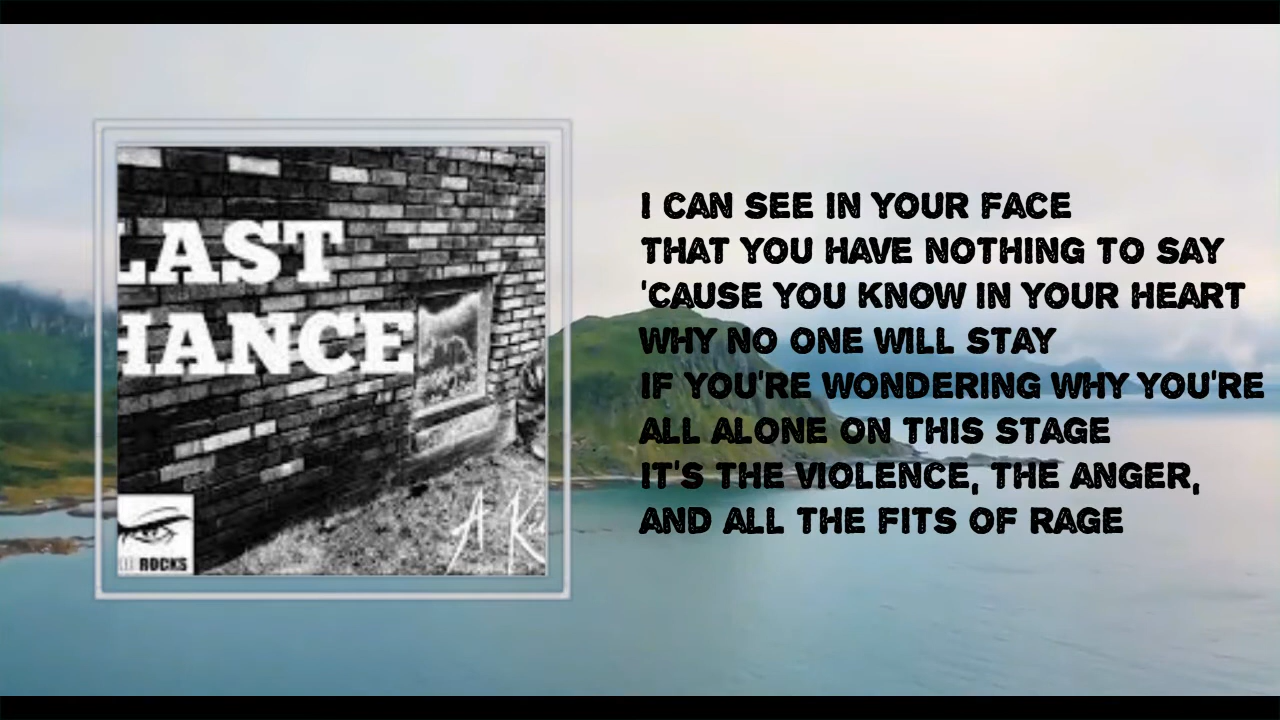 LAST
HANCE
ROCKS
A
I CAN SEE IN YOUR FACE
THAT YOU HAVE NOTHING TO SAY
'CAUSE YOU KNOW IN YOUR HEART
WHY NO ONE WILL STAY
IF YOU'RE WONDERING WHY YOU'RE
ALL ALONE ON THIS STAGE
IT'S THE VIOLENCE, THE ANGER,
AND ALL THE FITS OF RAGE